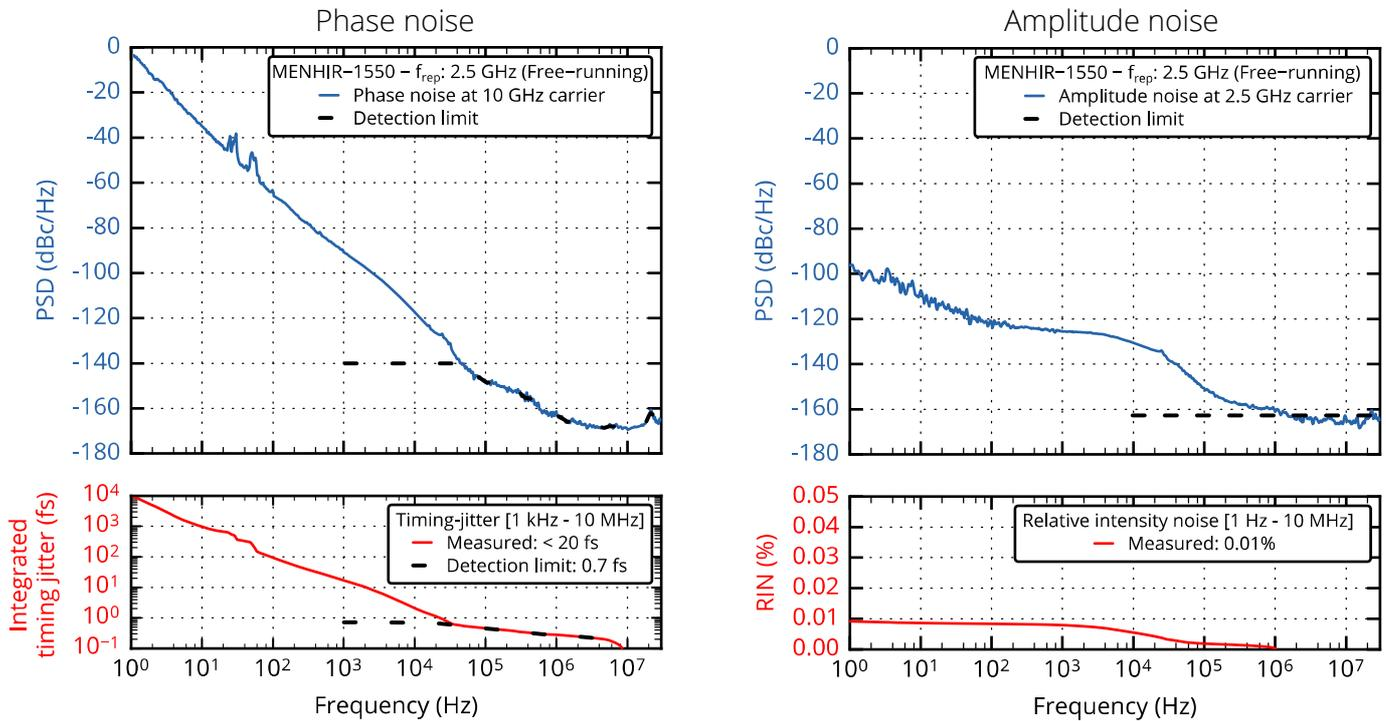 Phase noise
Amplitude noise
0
-20
-40
-60
-80
-100
-120
-140
-160
-180
PSD (dBc/Hz)
MENHIR−1550 − f_rep: 2.5 GHz (Free−running)
Phase noise at 10 GHz carrier
Detection limit
0
-20
-40
-60
-80
-100
-120
-140
-160
-180
PSD (dBc/Hz)
MENHIR−1550 − f_rep: 2.5 GHz (Free−running)
Amplitude noise at 2.5 GHz carrier
Detection limit
10⁴
10³
10²
10¹
10⁰
10⁻¹
Integrated
timing jitter (fs)
Timing-jitter [1 kHz - 10 MHz]
Measured: < 20 fs
Detection limit: 0.7 fs
10⁰ 10¹ 10² 10³ 10⁴ 10⁵ 10⁶ 10⁷
Frequency (Hz)
0.05
0.04
0.03
0.02
0.01
0.00
RIN (%)
Relative intensity noise [1 Hz - 10 MHz]
Measured: 0.01%
10⁰ 10¹ 10² 10³ 10⁴ 10⁵ 10⁶ 10⁷
Frequency (Hz)